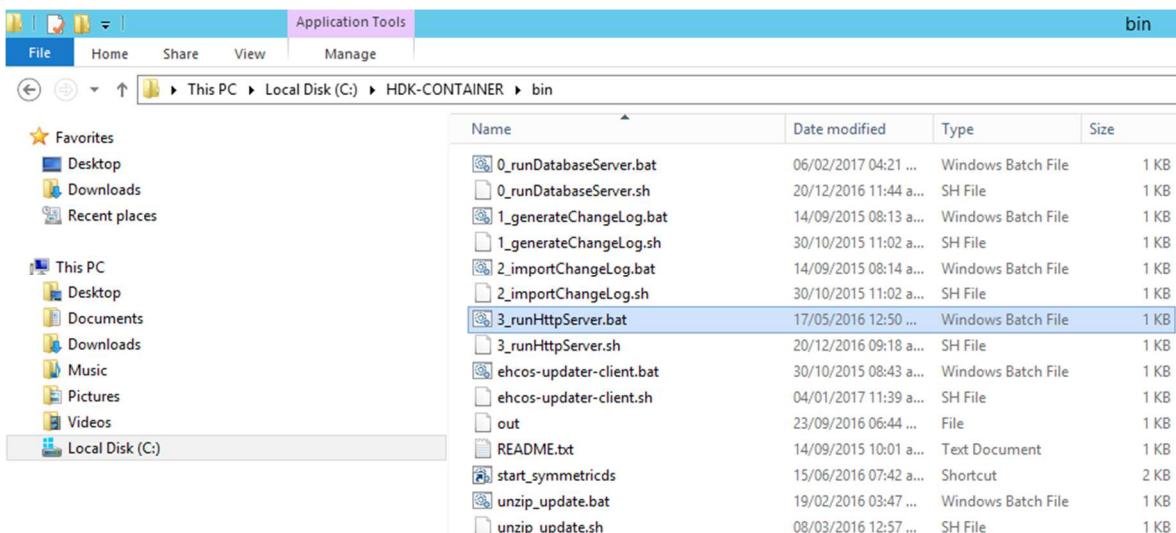 Application Tools
bin
File Home Share View Manage
This PC Local Disk (C:) HDK-CONTAINER bin
Favorites
Desktop
Downloads
Recent places
This PC
Desktop
Documents
Downloads
Music
Pictures
Videos
Local Disk (C:)
Name Date modified Type Size
0_runDatabaseServer.bat 06/02/2017 04:21 ... Windows Batch File 1 KB
0_runDatabaseServer.sh 20/12/2016 11:44 a... SH File 1 KB
1_generateChangeLog.bat 14/09/2015 08:13 a... Windows Batch File 1 KB
1_generateChangeLog.sh 30/10/2015 11:02 a... SH File 1 KB
2_importChangeLog.bat 14/09/2015 08:14 a... Windows Batch File 1 KB
2_importChangeLog.sh 30/10/2015 11:02 a... SH File 1 KB
3_runHttpServer.bat 17/05/2016 12:50 ... Windows Batch File 1 KB
3_runHttpServer.sh 20/12/2016 09:18 a... SH File 1 KB
ehcos-updater-client.bat 30/10/2015 08:43 a... Windows Batch File 1 KB
ehcos-updater-client.sh 04/01/2017 11:39 a... SH File 1 KB
out 23/09/2016 06:44 ... File 1 KB
README.txt 14/09/2015 10:01 a... Text Document 1 KB
start_symmetricds 15/06/2016 07:42 a... Shortcut 2 KB
unzip_update.bat 19/02/2016 03:47 ... Windows Batch File 1 KB
unzip_update.sh 08/03/2016 12:57 ... SH File 1 KB